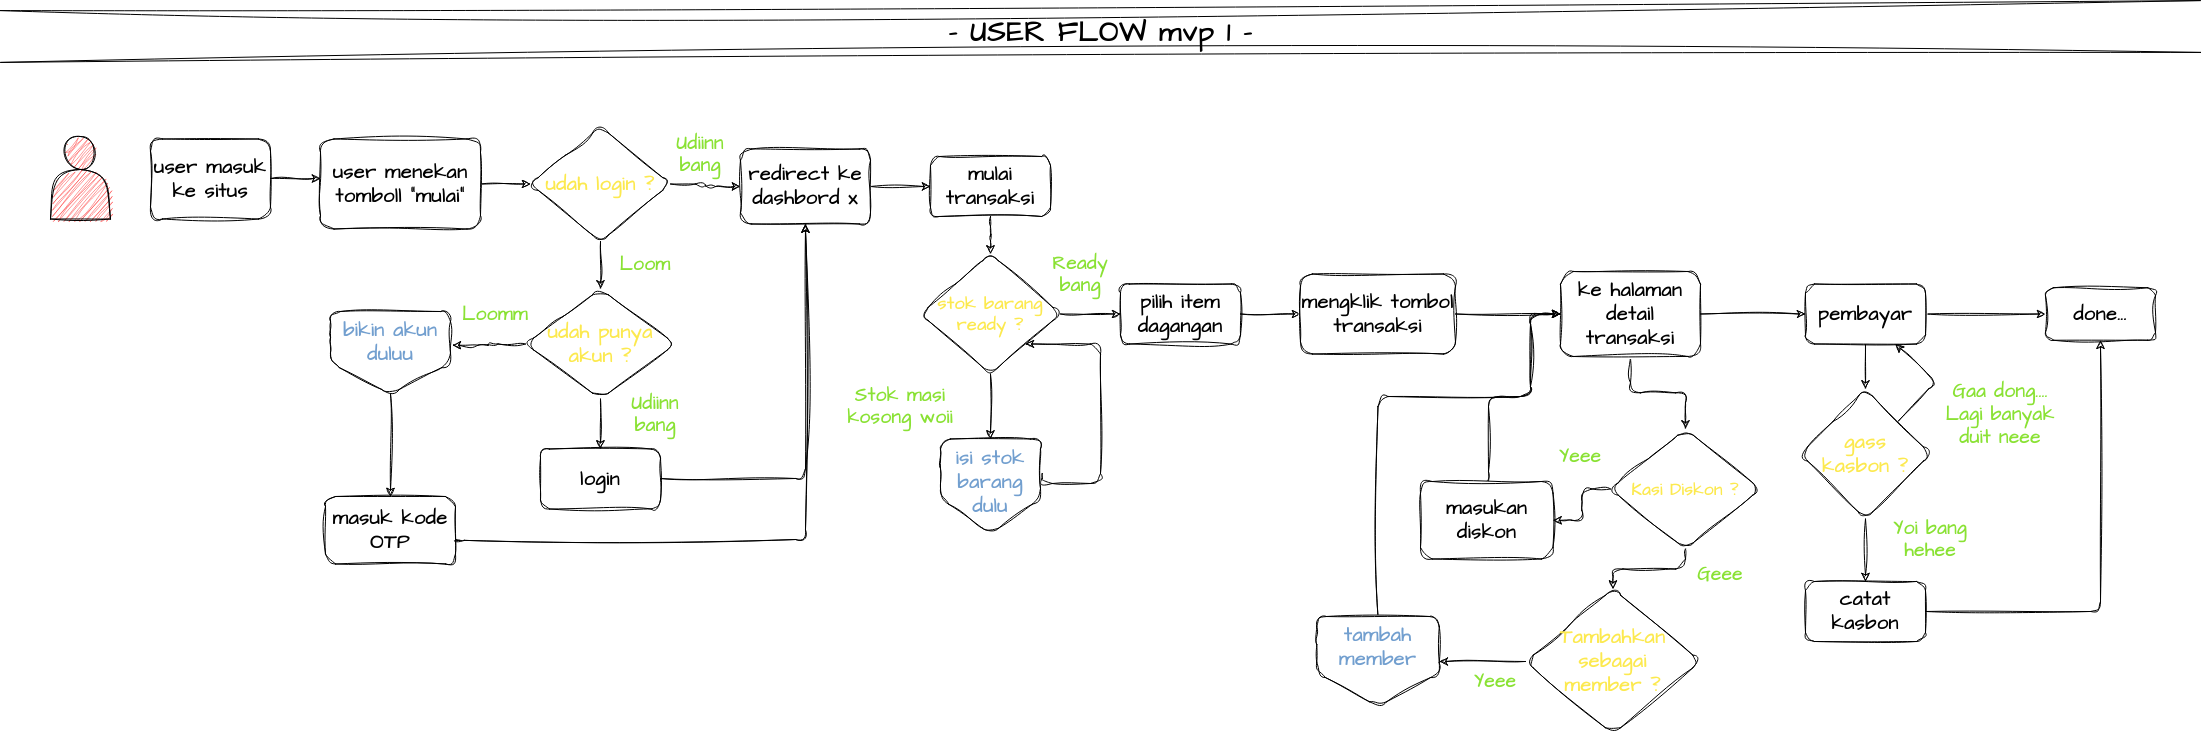 - USER FLOW mvp 1 -
user masuk
ke situs
user menekan
tomboll "mulai"
udah login ?
Udiinn
bang
redirect ke
dashbord x
mulai
transaksi
Loom
bikin akun
duluu
Loomm
udah punya
akun ?
Udiinn
bang
login
masuk kode
OTP
stok barang
ready ?
Ready
bang
Stok masi
kosong woii
isi stok
barang
dulu
pilih item
dagangan
mengklik tombol
transaksi
ke halaman
detail
transaksi
pembayar
done...
Yeee
Kasi Diskon ?
masukan
diskon
Geee
tambah
member
Yeee
Tambahkan
sebagai
member ?
gass
kasbon ?
Gaa dong....
Lagi banyak
duit neee
Yoi bang
hehee
catat
kasbon